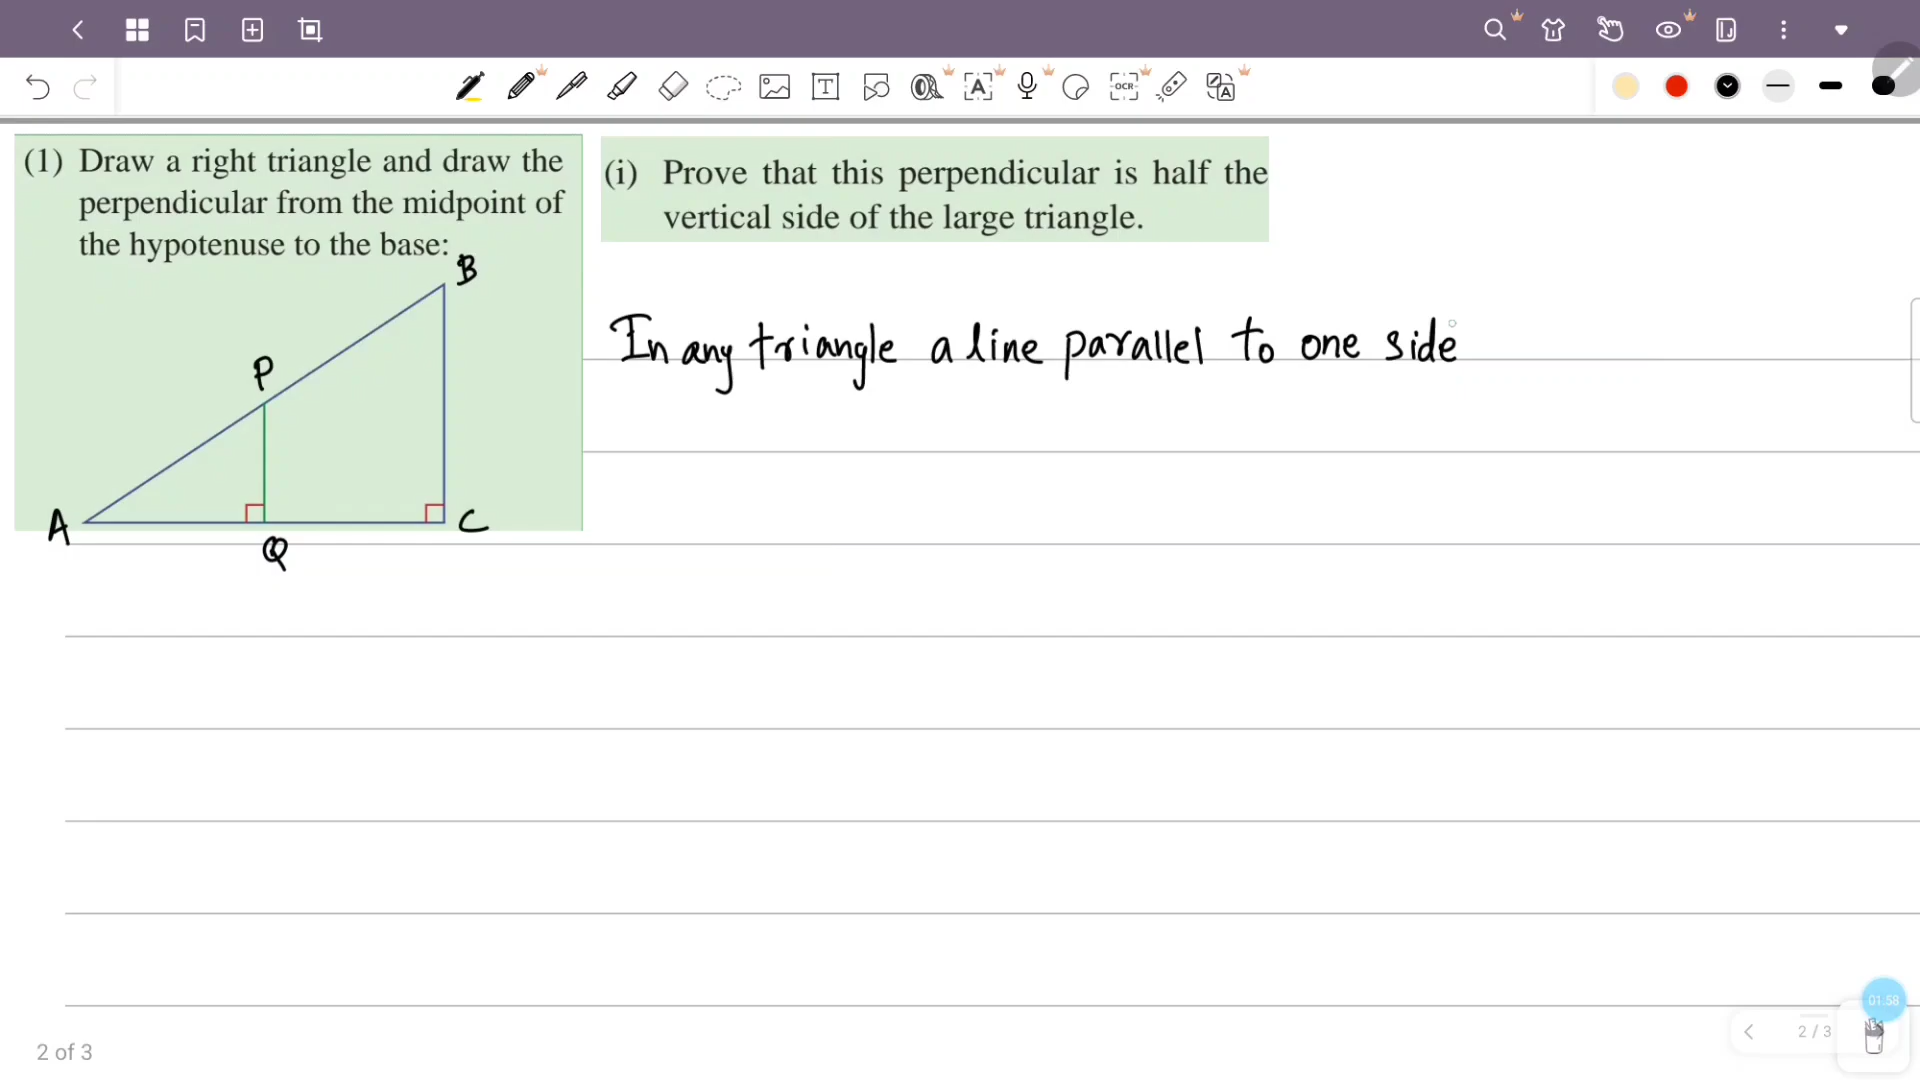 (1) Draw a right triangle and draw the
perpendicular from the midpoint of
the hypotenuse to the base:
B
P
A
C
Q
(i) Prove that this perpendicular is half the
vertical side of the large triangle.
In any triangle a line parallel to one side
OCR
01:58
2 / 3
2 of 3